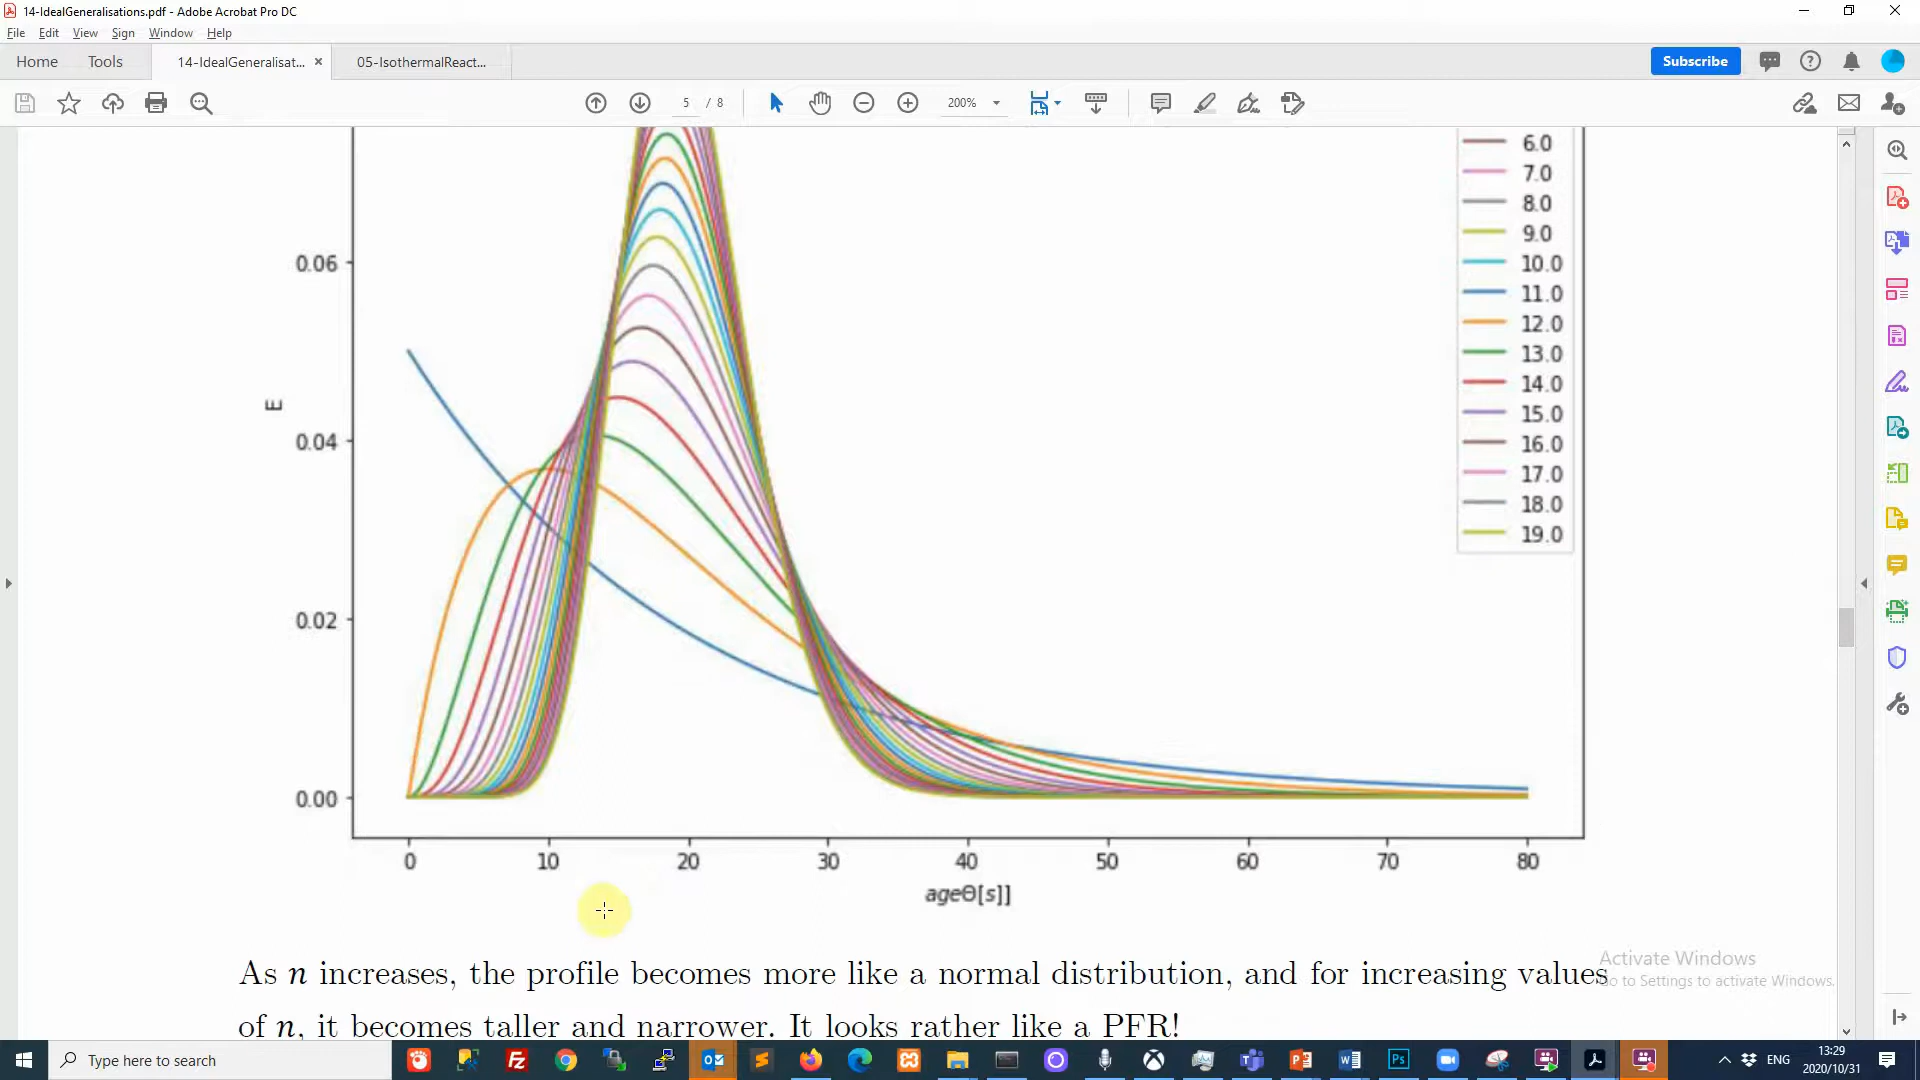 14-IdealGeneralisations.pdf - Adobe Acrobat Pro DC
File Edit View Sign Window Help
Home Tools 14-IdealGeneralisat... × 05-IsothermalReact...
Subscribe
5 / 8
200%
6.0
7.0
8.0
9.0
10.0
11.0
12.0
13.0
14.0
15.0
16.0
17.0
18.0
19.0
0.06
E
0.04
0.02
0.00
0 10 20 30 40 50 60 70 80
ageΘ[s]]
As n increases, the profile becomes more like a normal distribution, and for increasing values
of n, it becomes taller and narrower. It looks rather like a PFR!
Activate Windows
Go to Settings to activate Windows.
Type here to search
ENG
13:29
2020/10/31